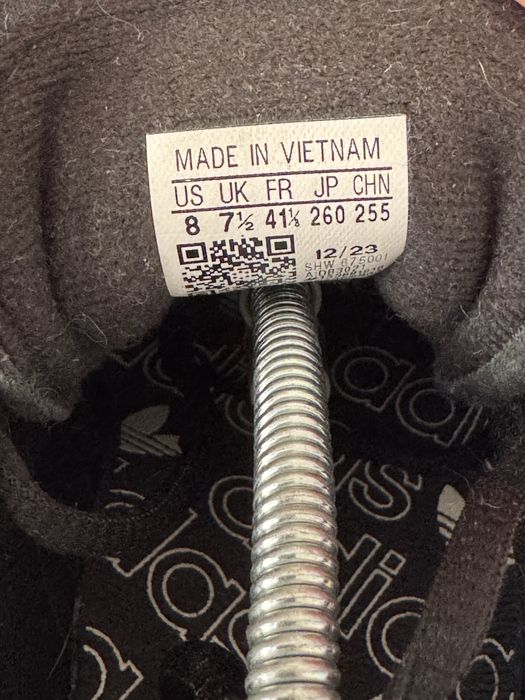 MADE IN VIETNAM
US UK FR JP CHN
8 7½ 41⅓ 260 255
12/23
SHW 675001
adidas